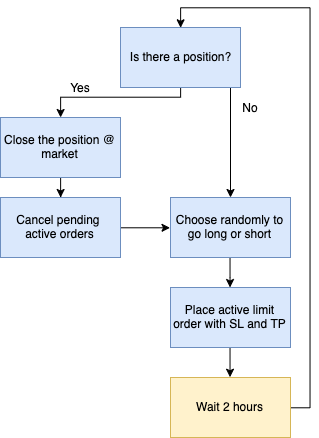 Is there a position?
Yes
No
Close the position @
market
Cancel pending
active orders
Choose randomly to
go long or short
Place active limit
order with SL and TP
Wait 2 hours